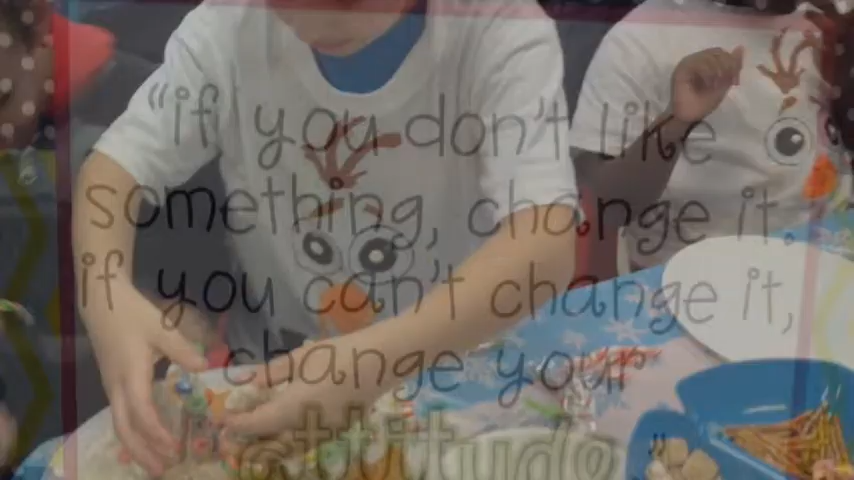 "if you don't like
something, change it.
if you can't change it,
change your
attitude"